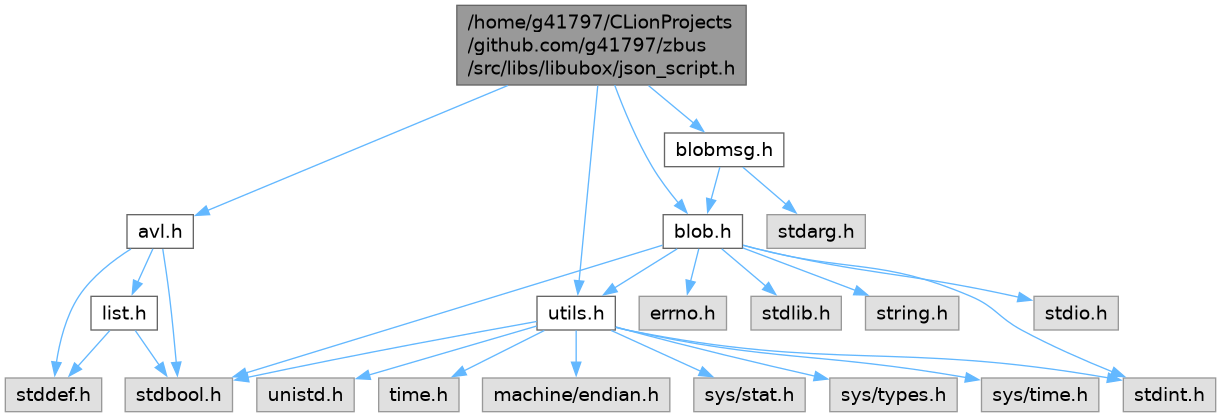 /home/g41797/CLionProjects
/github.com/g41797/zbus
/src/libs/libubox/json_script.h
blobmsg.h
avl.h
blob.h
stdarg.h
list.h
utils.h
errno.h
stdlib.h
string.h
stdio.h
stddef.h
stdbool.h
unistd.h
time.h
machine/endian.h
sys/stat.h
sys/types.h
sys/time.h
stdint.h